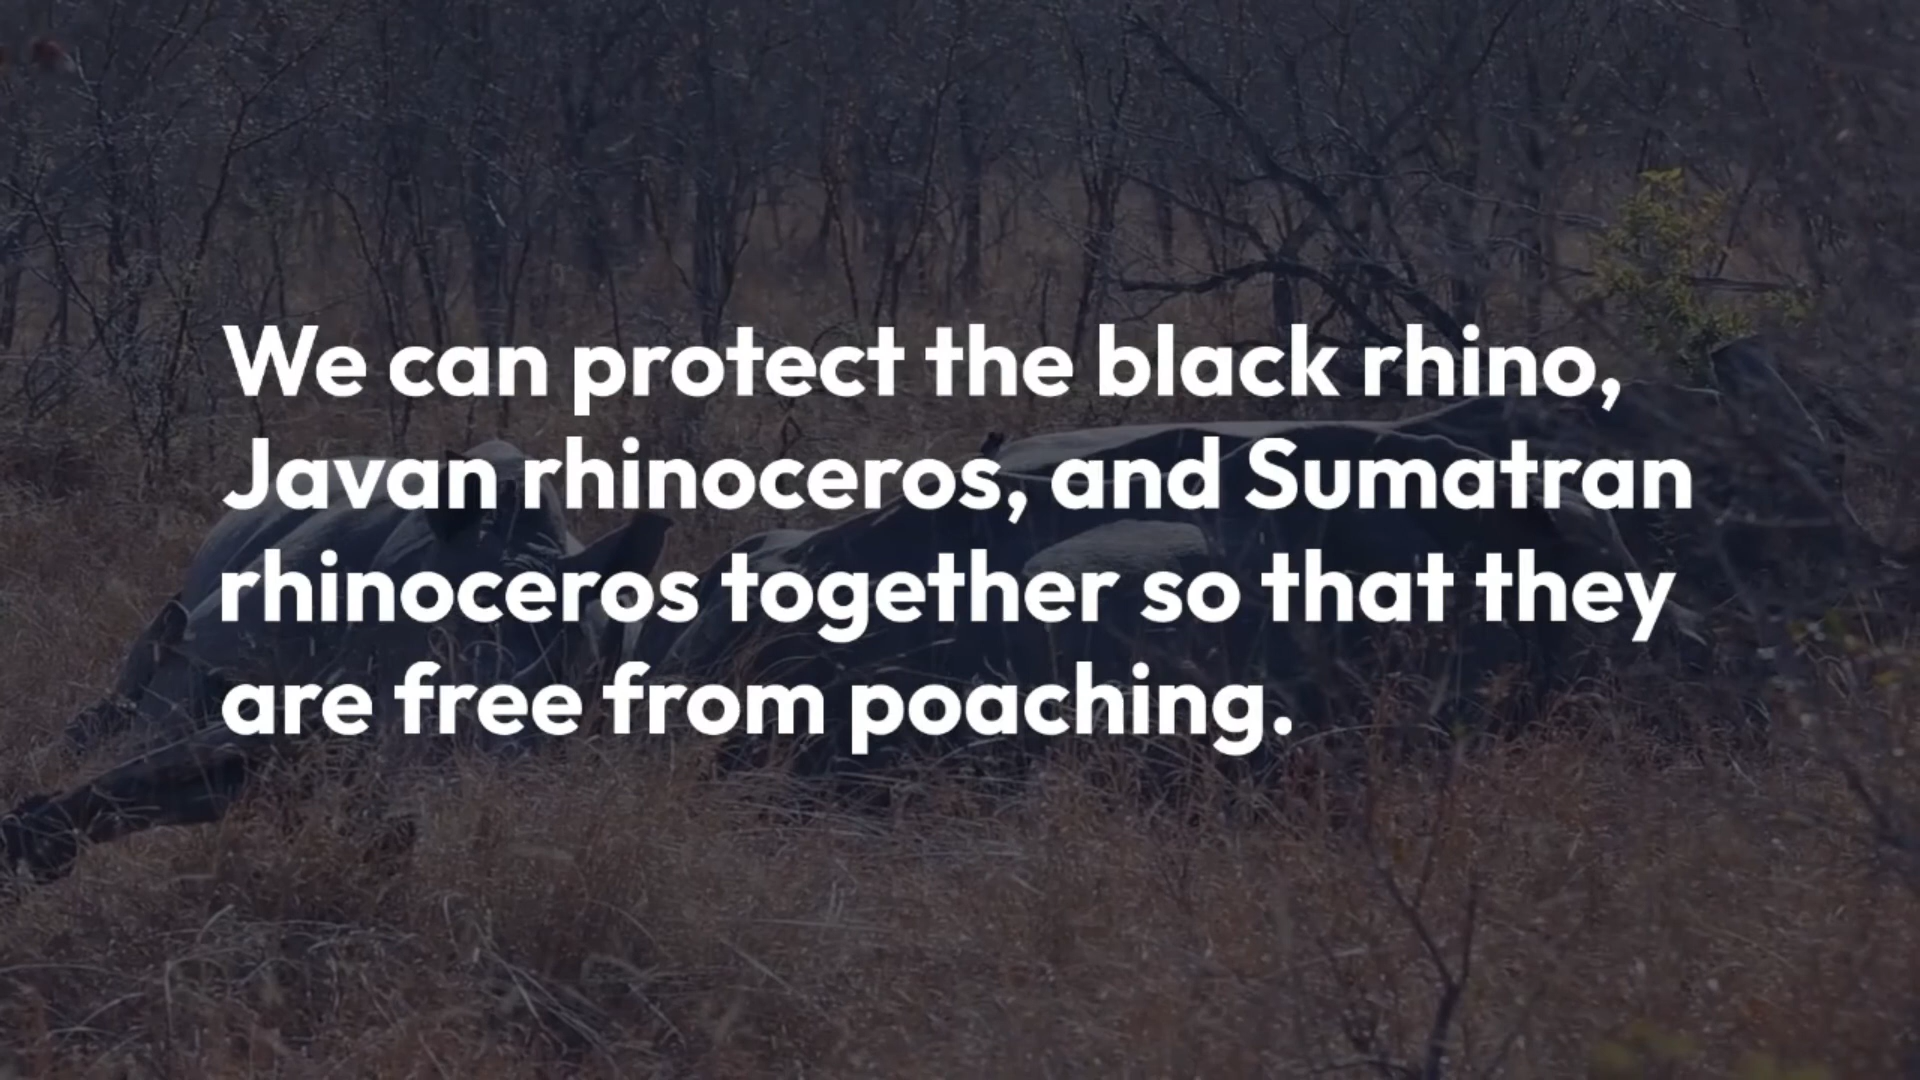 We can protect the black rhino,
Javan rhinoceros, and Sumatran
rhinoceros together so that they
are free from poaching.